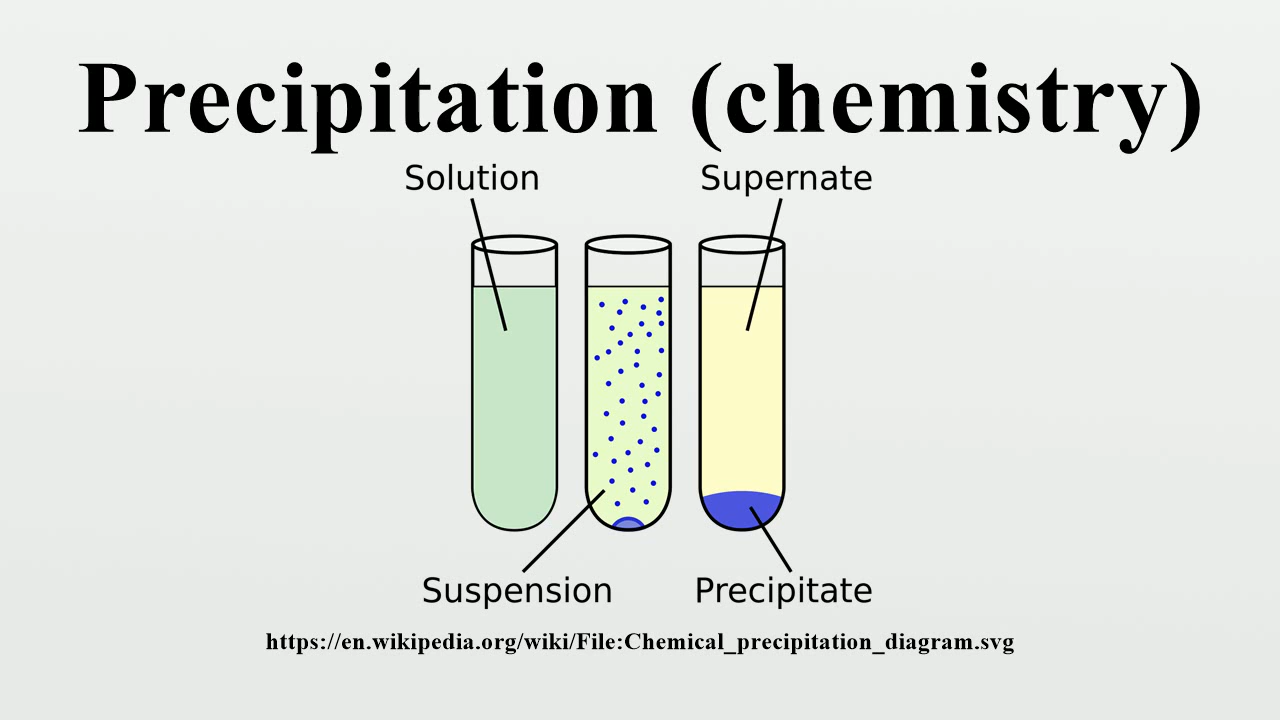 Precipitation (chemistry)
Solution
Supernate
Suspension
Precipitate
https://en.wikipedia.org/wiki/File:Chemical_precipitation_diagram.svg